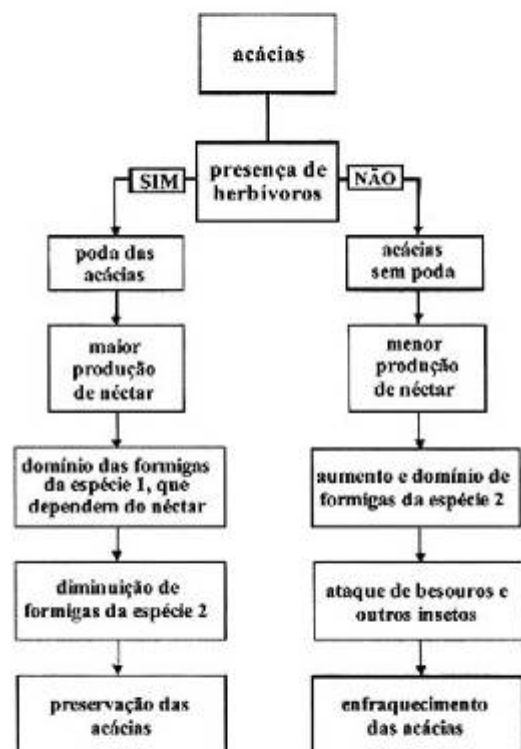 acácias
presença de
herbívoros
SIM
NÃO
poda das
acácias
acácias
sem poda
maior
produção
de néctar
menor
produção
de néctar
domínio das formigas
da espécie 1, que
dependem do néctar
aumento e domínio de
formigas da espécie 2
diminuição de
formigas da espécie 2
ataque de besouros e
outros insetos
preservação das
acácias
enfraquecimento
das acácias